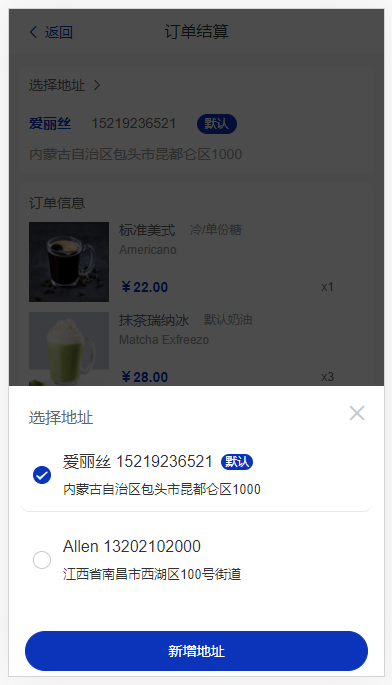 返回 订单结算
选择地址
爱丽丝 15219236521 默认
内蒙古自治区包头市昆都仑区1000
订单信息
标准美式 冷/单份糖
Americano
￥22.00 x1
抹茶瑞纳冰 默认奶油
Matcha Exfreezo
￥28.00 x3
选择地址
爱丽丝 15219236521 默认
内蒙古自治区包头市昆都仑区1000
Allen 13202102000
江西省南昌市西湖区100号街道
新增地址